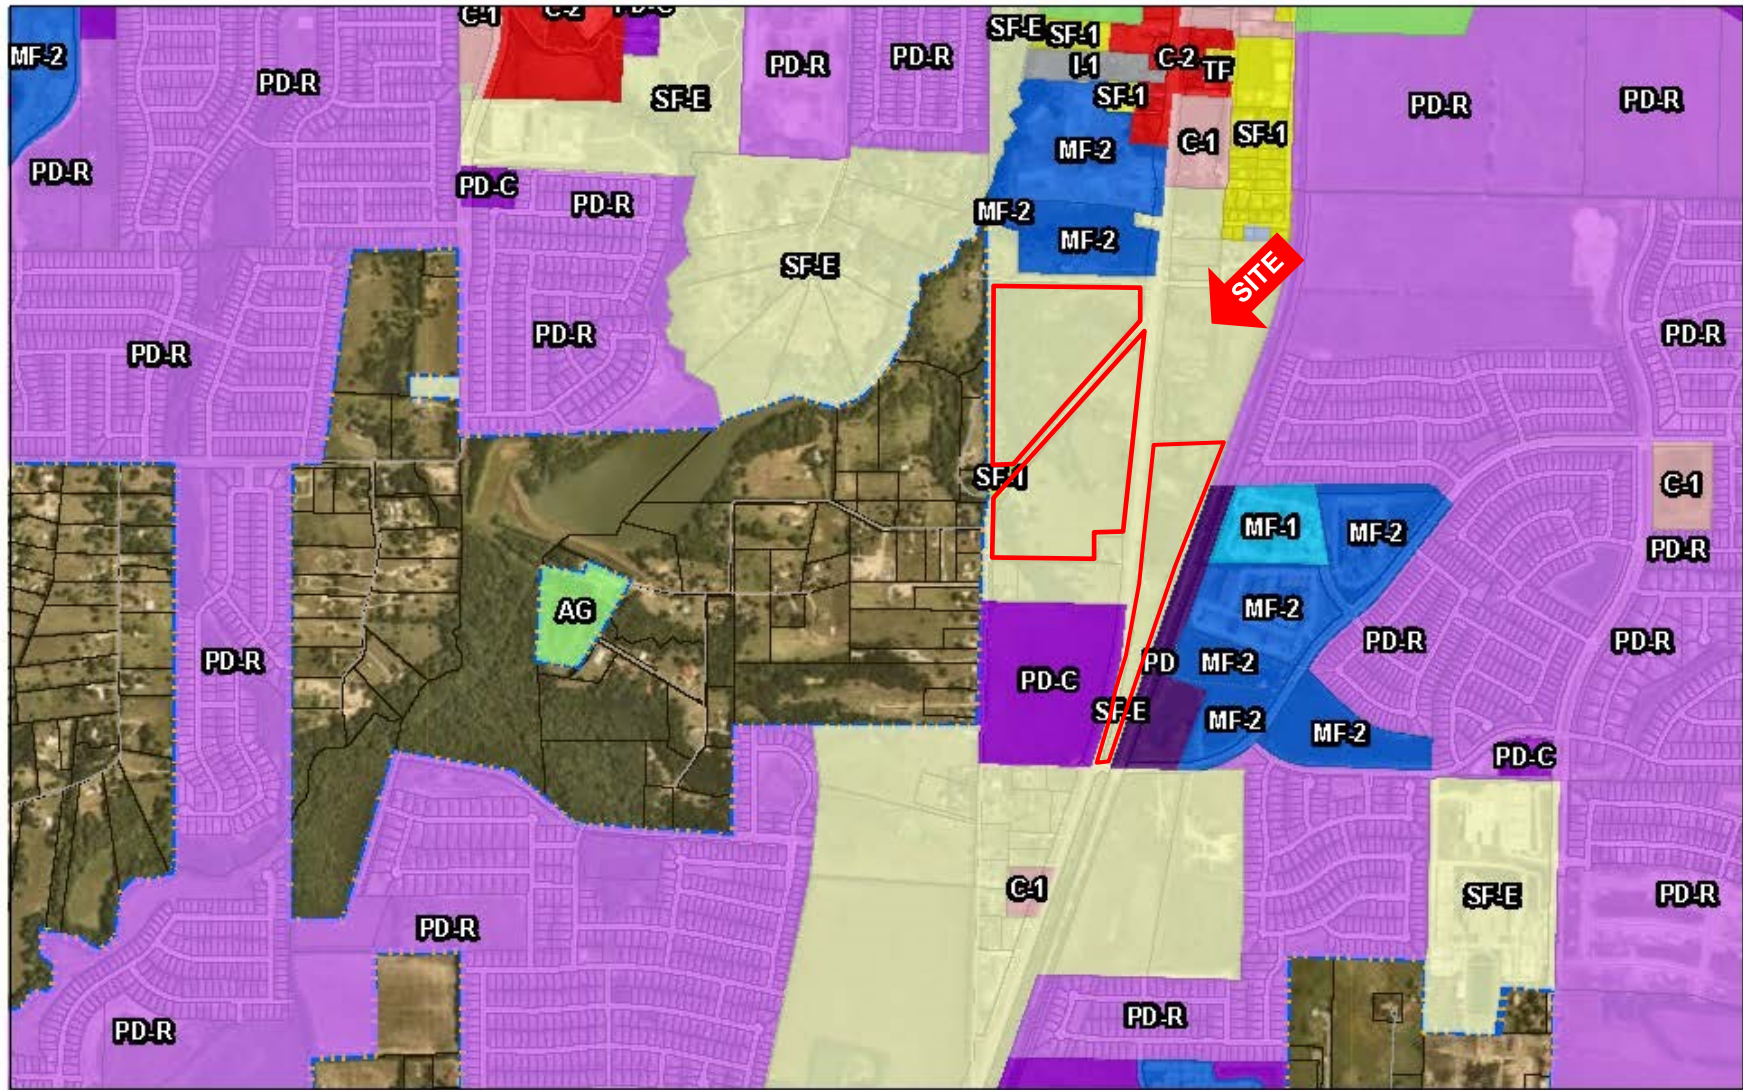 C-1
C-2
PD-C
SF-E
SF-1
C-2
TF
I-1
MF-2
PD-R
PD-R
PD-R
SF-E
SF-1
PD-R
PD-R
MF-2
C-1
SF-1
PD-R
PD-C
PD-R
MF-2
MF-2
SF-E
SITE
PD-R
PD-R
PD-R
SF-1
C-1
MF-1
MF-2
PD-R
AG
MF-2
PD-R
PD-R
PD-R
PD
MF-2
PD-C
SF-E
MF-2
MF-2
PD-C
C-1
SF-E
PD-R
PD-R
PD-R
PD-R